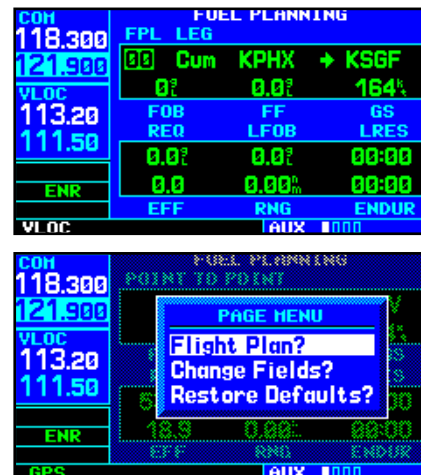 COM
FUEL PLANNING
118.300
FPL LEG
121.900
00 Cum KPHX → KSGF
VLOC
0 0.0 164
113.20
FOB FF GS
REQ LFOB LRES
111.50
0.0 0.0 00:00
ENR
0.0 0.00 00:00
EFF RNG ENDUR
VLOC AUX
COM
FUEL PLANNING
118.300
POINT TO POINT
121.900
PAGE MENU
VLOC
Flight Plan?
113.20
Change Fields?
111.50
Restore Defaults?
ENR
18.9 0.00 00:00
EFF RNG ENDUR
GPS AUX